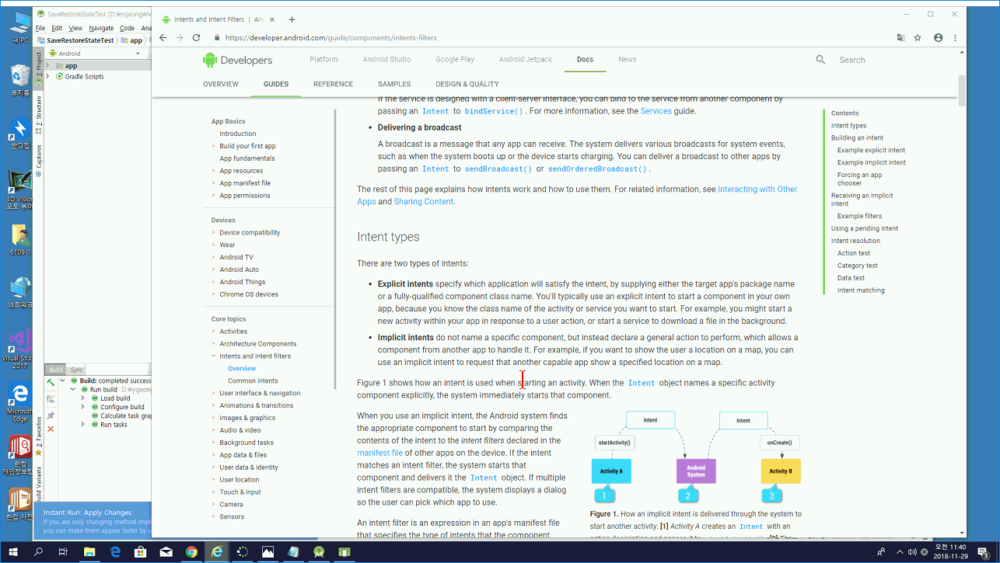 내 PC
휴지통
반디집
3D Vision
포토 뷰어
6109-1
네트워크
Visual Studio
2017
Microsoft
Edge
한컴
한컴 사전
SaveRestoreStateTest [D:\ysjeong\
File Edit View Navigate Code Ana
SaveRestoreStateTest app
1: Project
Z: Structure
Captures
2: Favorites
Build Variants
Android
app
Gradle Scripts
Build Sync
Build: completed success
Run build D:\ysjeong
Load build
Configure build
Calculate task grap
Run tasks
Instant Run: Apply Changes
If you are only changing method impl
you can make them appear faster by u
Intents and Intent Filters | An
https://developer.android.com/guide/components/intents-filters
Developers
Platform Android Studio Google Play Android Jetpack Docs News Search
OVERVIEW GUIDES REFERENCE SAMPLES DESIGN & QUALITY
App Basics
Introduction
Build your first app
App fundamentals
App resources
App manifest file
App permissions
Devices
Device compatibility
Wear
Android TV
Android Auto
Android Things
Chrome OS devices
Core topics
Activities
Architecture Components
Intents and intent filters
Overview
Common intents
User interface & navigation
Animations & transitions
Images & graphics
Audio & video
Background tasks
App data & files
User data & identity
User location
Touch & input
Camera
Sensors
If the service is designed with a client-server interface, you can bind to the service from another component by
passing an Intent to bindService(). For more information, see the Services guide.
• Delivering a broadcast
A broadcast is a message that any app can receive. The system delivers various broadcasts for system events,
such as when the system boots up or the device starts charging. You can deliver a broadcast to other apps by
passing an Intent to sendBroadcast() or sendOrderedBroadcast().
The rest of this page explains how intents work and how to use them. For related information, see Interacting with Other
Apps and Sharing Content.
Intent types
There are two types of intents:
• Explicit intents specify which application will satisfy the intent, by supplying either the target app's package name
or a fully-qualified component class name. You'll typically use an explicit intent to start a component in your own
app, because you know the class name of the activity or service you want to start. For example, you might start a
new activity within your app in response to a user action, or start a service to download a file in the background.
• Implicit intents do not name a specific component, but instead declare a general action to perform, which allows a
component from another app to handle it. For example, if you want to show the user a location on a map, you can
use an implicit intent to request that another capable app show a specified location on a map.
Figure 1 shows how an intent is used when starting an activity. When the Intent object names a specific activity
component explicitly, the system immediately starts that component.
When you use an implicit intent, the Android system finds
the appropriate component to start by comparing the
contents of the intent to the intent filters declared in the
manifest file of other apps on the device. If the intent
matches an intent filter, the system starts that
component and delivers it the Intent object. If multiple
intent filters are compatible, the system displays a dialog
so the user can pick which app to use.
An intent filter is an expression in an app's manifest file
that specifies the type of intents that the component
Intent Intent
startActivity() onCreate()
Activity A Android
System Activity B
1 2 3
Figure 1. How an implicit intent is delivered through the system to
start another activity: [1] Activity A creates an Intent with an
Contents
Intent types
Building an intent
Example explicit intent
Example implicit intent
Forcing an app
chooser
Receiving an implicit
intent
Example filters
Using a pending intent
Intent resolution
Action test
Category test
Data test
Intent matching
오전 11:40
2018-11-29
3